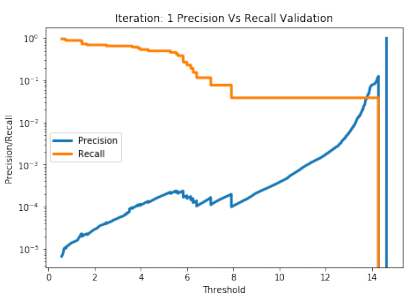 Iteration: 1 Precision Vs Recall Validation
10⁰
10⁻¹
10⁻²
10⁻³
10⁻⁴
10⁻⁵
Precision/Recall
Precision
Recall
0 2 4 6 8 10 12 14
Threshold